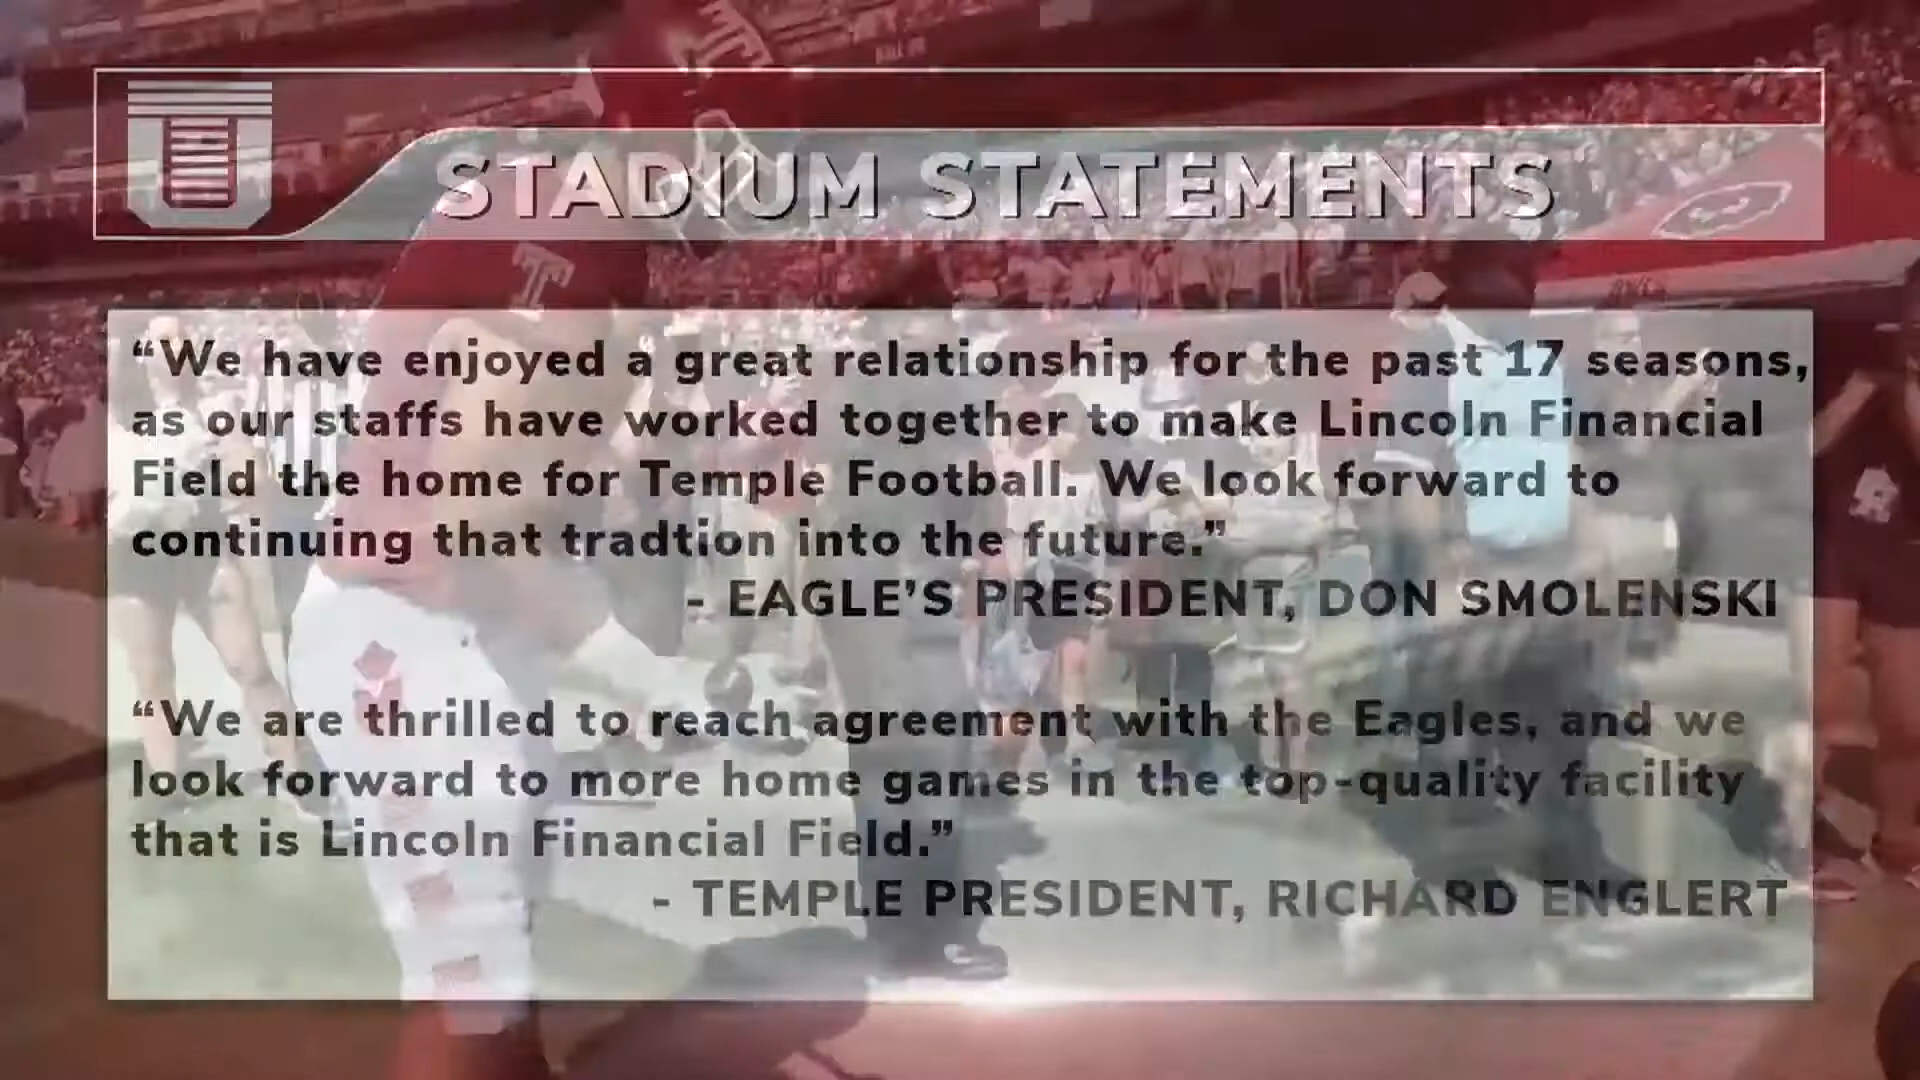 STADIUM STATEMENTS
“We have enjoyed a great relationship for the past 17 seasons,
as our staffs have worked together to make Lincoln Financial
Field the home for Temple Football. We look forward to
continuing that tradtion into the future.”
- EAGLE’S PRESIDENT, DON SMOLENSKI
“We are thrilled to reach agreement with the Eagles, and we
look forward to more home games in the top-quality facility
that is Lincoln Financial Field.”
- TEMPLE PRESIDENT, RICHARD ENGLERT